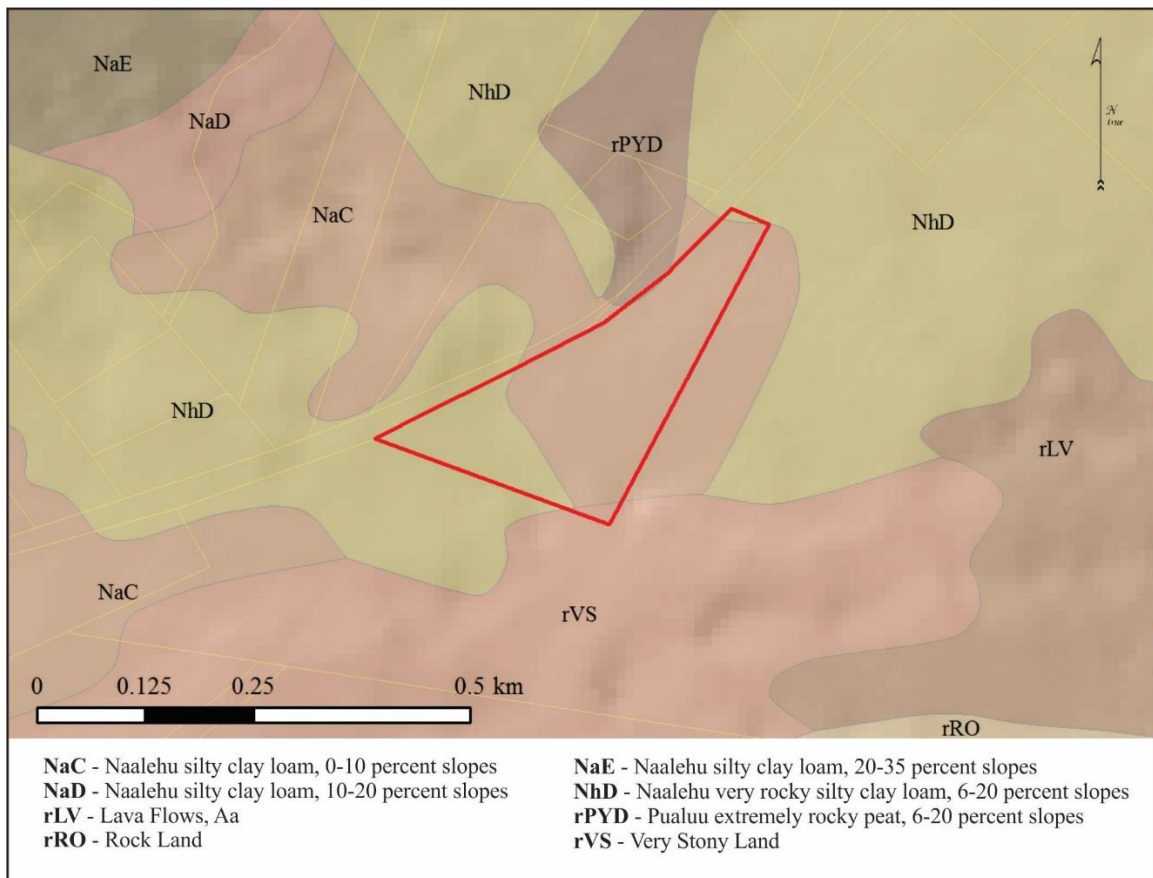 NaE
NhD
NaD
rPYD
N
true
NaC
NhD
NhD
rLV
NaC
rVS
0 0.125 0.25 0.5 km
rRO
NaC - Naalehu silty clay loam, 0-10 percent slopes
NaD - Naalehu silty clay loam, 10-20 percent slopes
rLV - Lava Flows, Aa
rRO - Rock Land
NaE - Naalehu silty clay loam, 20-35 percent slopes
NhD - Naalehu very rocky silty clay loam, 6-20 percent slopes
rPYD - Pualuu extremely rocky peat, 6-20 percent slopes
rVS - Very Stony Land